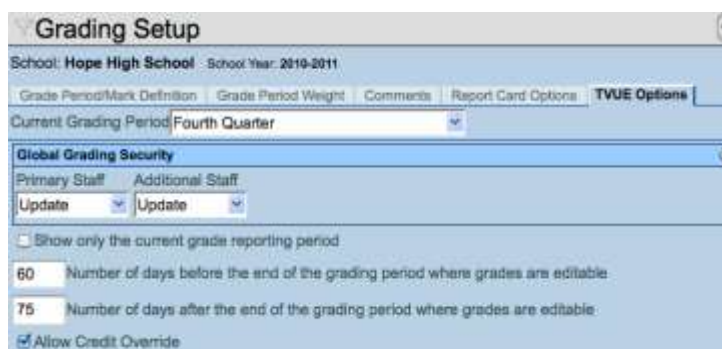 Grading Setup
School: Hope High School School Year: 2010-2011
Grade Period/Mark Definition Grade Period Weight Comments Report Card Options TVUE Options
Current Grading Period Fourth Quarter
Global Grading Security
Primary Staff Additional Staff
Update Update
Show only the current grade reporting period
60 Number of days before the end of the grading period where grades are editable
75 Number of days after the end of the grading period where grades are editable
Allow Credit Override